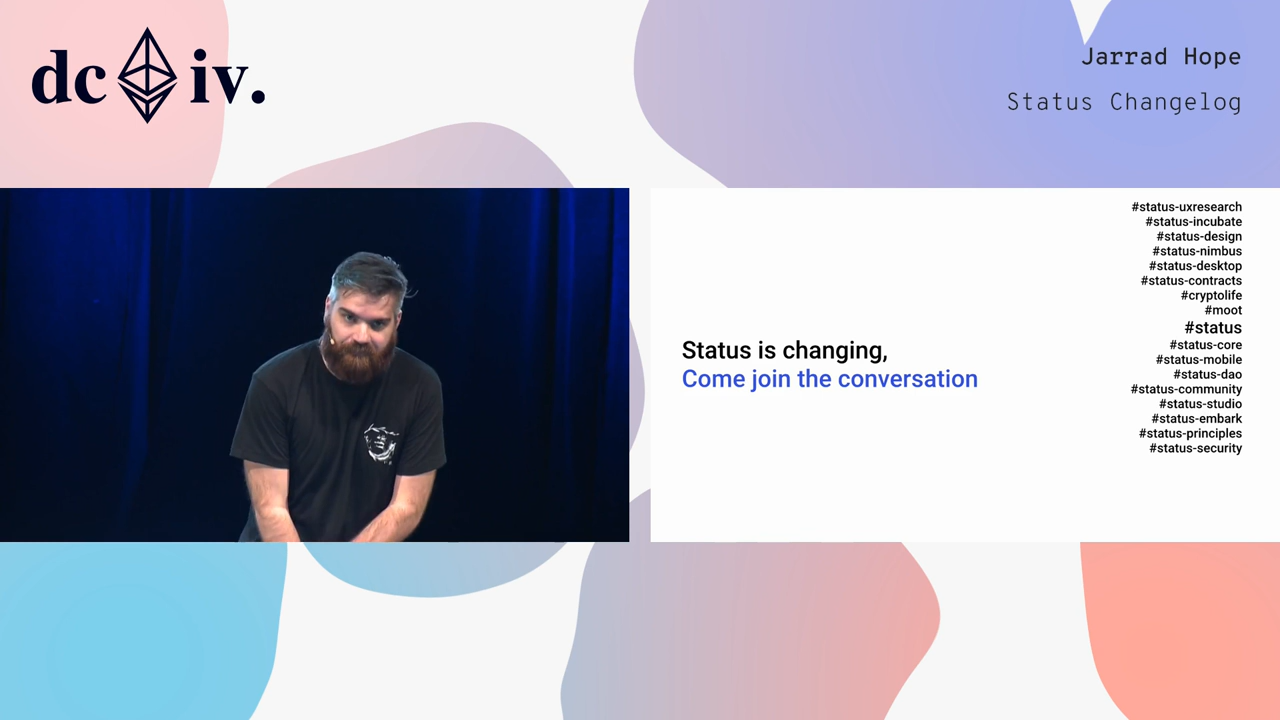 dc iv.
Jarrad Hope
Status Changelog
Status is changing,
Come join the conversation
#status-uxresearch
#status-incubate
#status-design
#status-nimbus
#status-desktop
#status-contracts
#cryptolife
#moot
#status
#status-core
#status-mobile
#status-dao
#status-community
#status-studio
#status-embark
#status-principles
#status-security